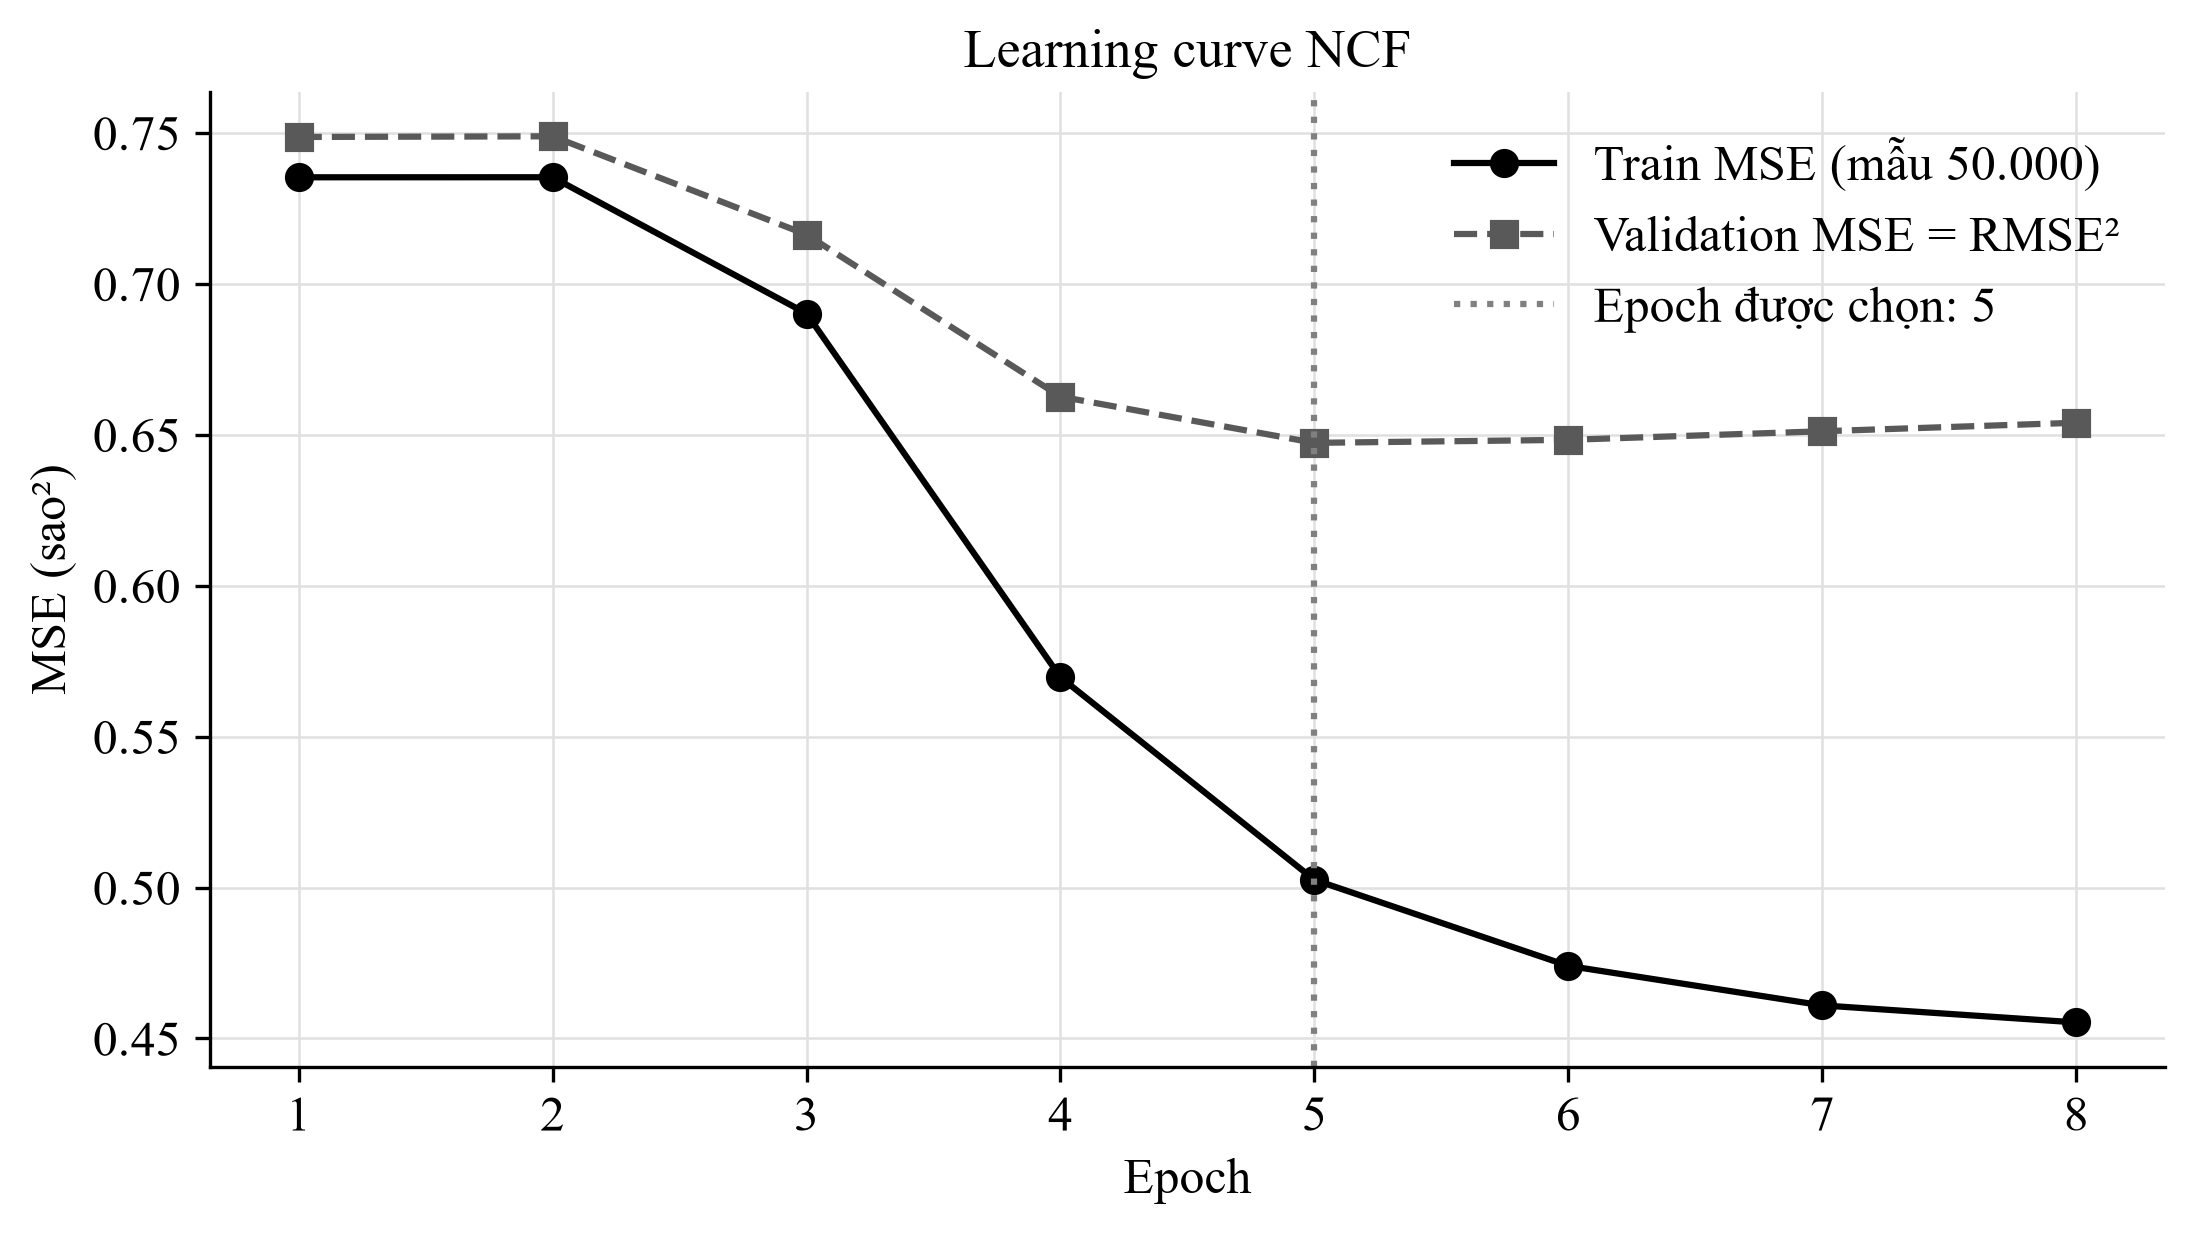 Learning curve NCF
Train MSE (mẫu 50.000)
Validation MSE = RMSE²
Epoch được chọn: 5
MSE (sao²)
0.75
0.70
0.65
0.60
0.55
0.50
0.45
1 2 3 4 5 6 7 8
Epoch